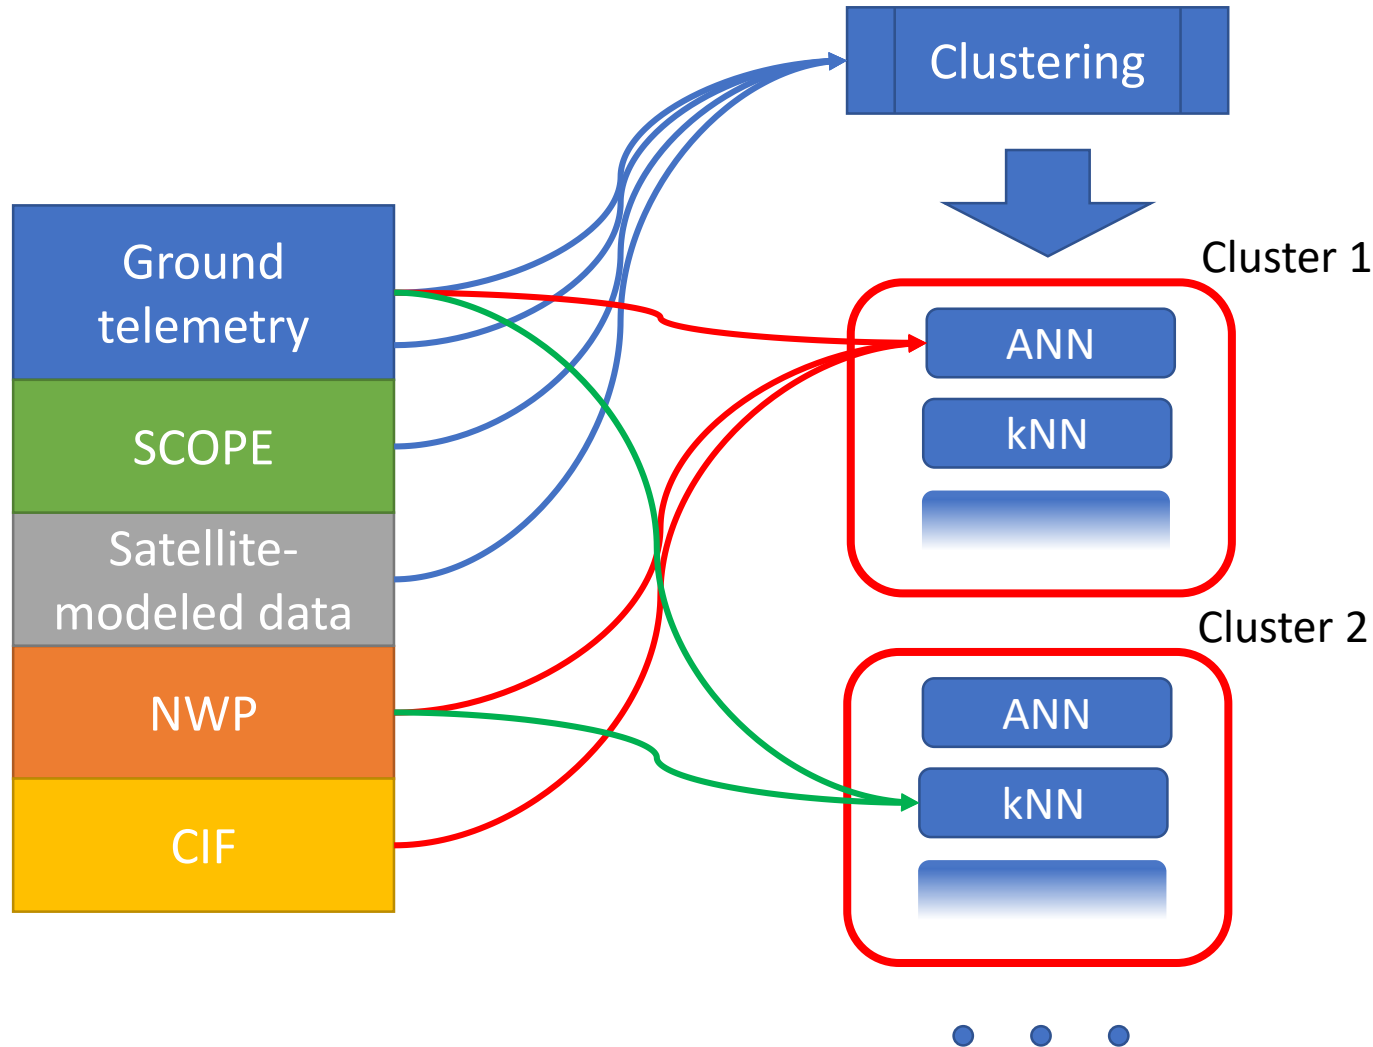 Clustering
Ground
telemetry
SCOPE
Satellite-
modeled data
NWP
CIF
Cluster 1
ANN
kNN
Cluster 2
ANN
kNN